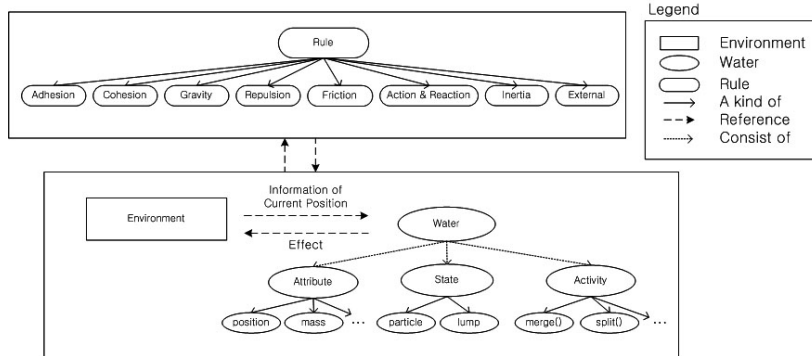 Legend
Environment
Water
Rule
A kind of
Reference
Consist of
Rule
Adhesion Cohesion Gravity Repulsion Friction Action & Reaction Inertia External
Information of
Current Position
Environment
Water
Effect
Attribute State Activity
position mass ... particle lump merge() split() ...